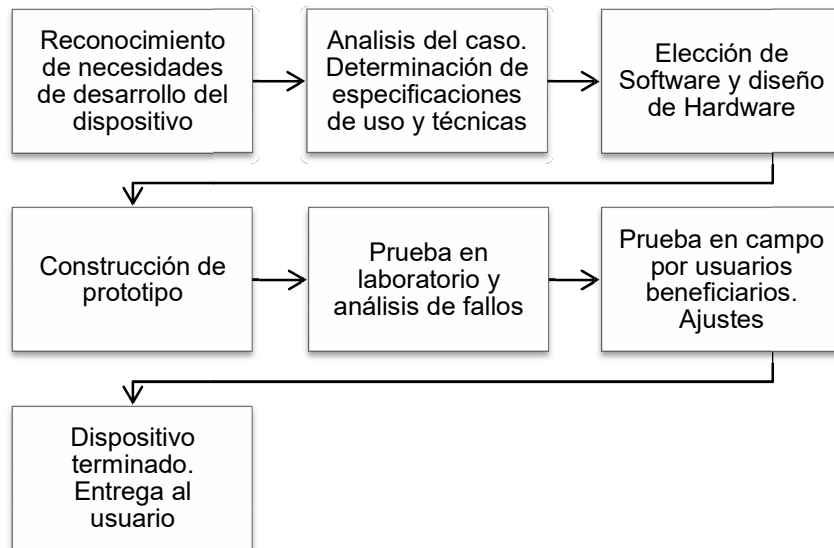 Reconocimiento
de necesidades
de desarrollo del
dispositivo
Analisis del caso.
Determinación de
especificaciones
de uso y técnicas
Elección de
Software y diseño
de Hardware
Construcción de
prototipo
Prueba en
laboratorio y
análisis de fallos
Prueba en campo
por usuarios
beneficiarios.
Ajustes
Dispositivo
terminado.
Entrega al
usuario